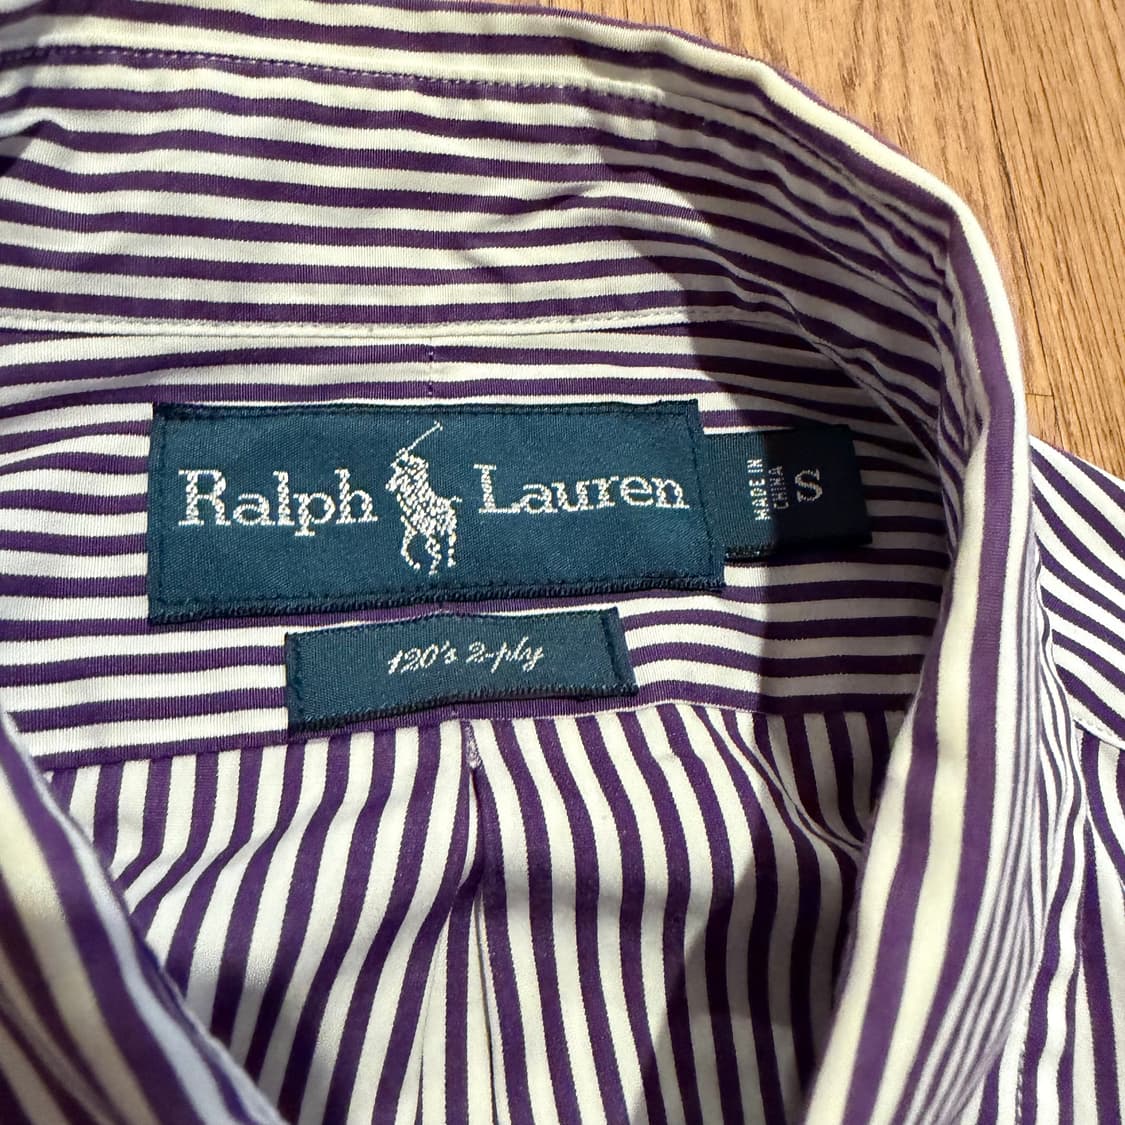 Ralph Lauren
MADE IN
CHINA
S
120's 2-ply